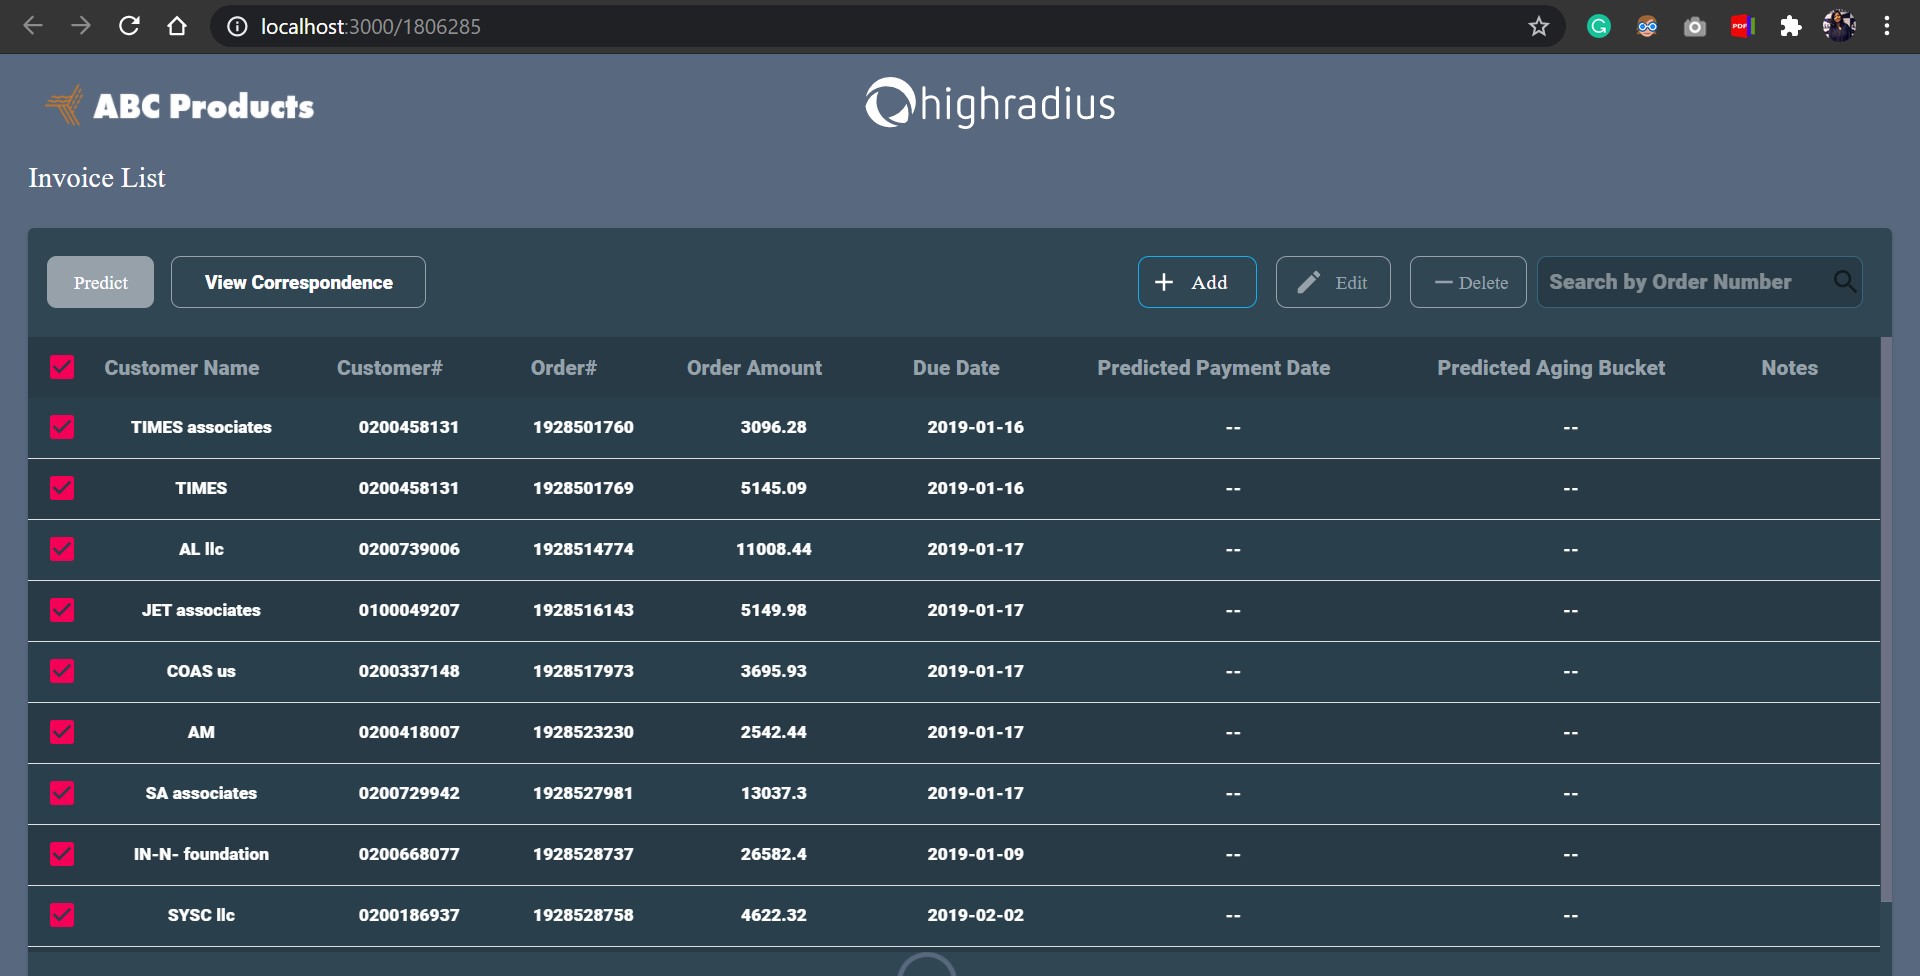 localhost:3000/1806285
ABC Products
highradius
Invoice List
Predict View Correspondence Add Edit Delete Search by Order Number
Customer Name Customer# Order# Order Amount Due Date Predicted Payment Date Predicted Aging Bucket Notes
TIMES associates 0200458131 1928501760 3096.28 2019-01-16 -- --
TIMES 0200458131 1928501769 5145.09 2019-01-16 -- --
AL llc 0200739006 1928514774 11008.44 2019-01-17 -- --
JET associates 0100049207 1928516143 5149.98 2019-01-17 -- --
COAS us 0200337148 1928517973 3695.93 2019-01-17 -- --
AM 0200418007 1928523230 2542.44 2019-01-17 -- --
SA associates 0200729942 1928527981 13037.3 2019-01-17 -- --
IN-N- foundation 0200668077 1928528737 26582.4 2019-01-09 -- --
SYSC llc 0200186937 1928528758 4622.32 2019-02-02 -- --